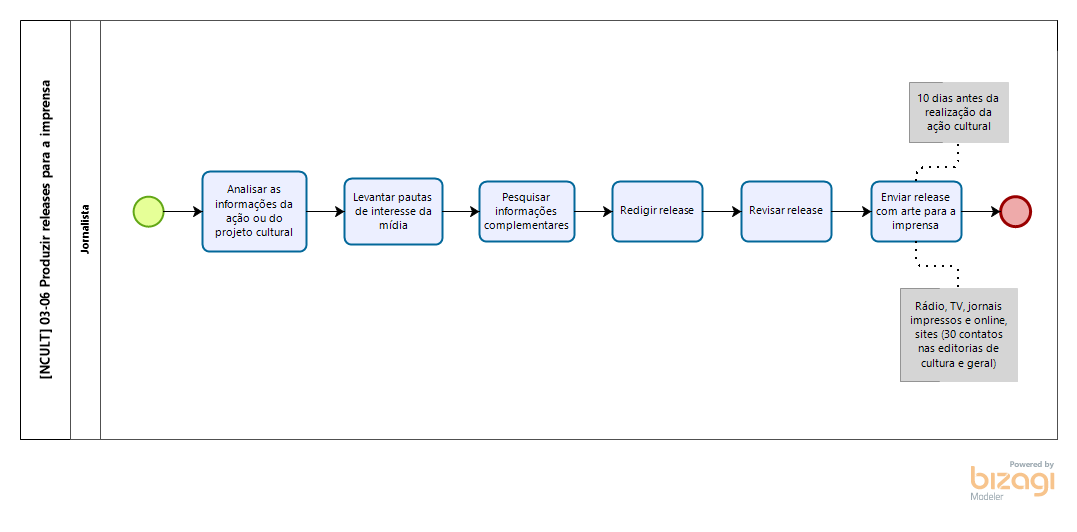 [NCULT] 03-06 Produzir releases para a imprensa
Jornalista
Analisar as
informações da
ação ou do
projeto cultural
Levantar pautas
de interesse da
mídia
Pesquisar
informações
complementares
Redigir release
Revisar release
Enviar release
com arte para a
imprensa
10 dias antes da
realização da
ação cultural
Rádio, TV, jornais
impressos e online,
sites (30 contatos
nas editorias de
cultura e geral)
Powered by
bizagi
Modeler